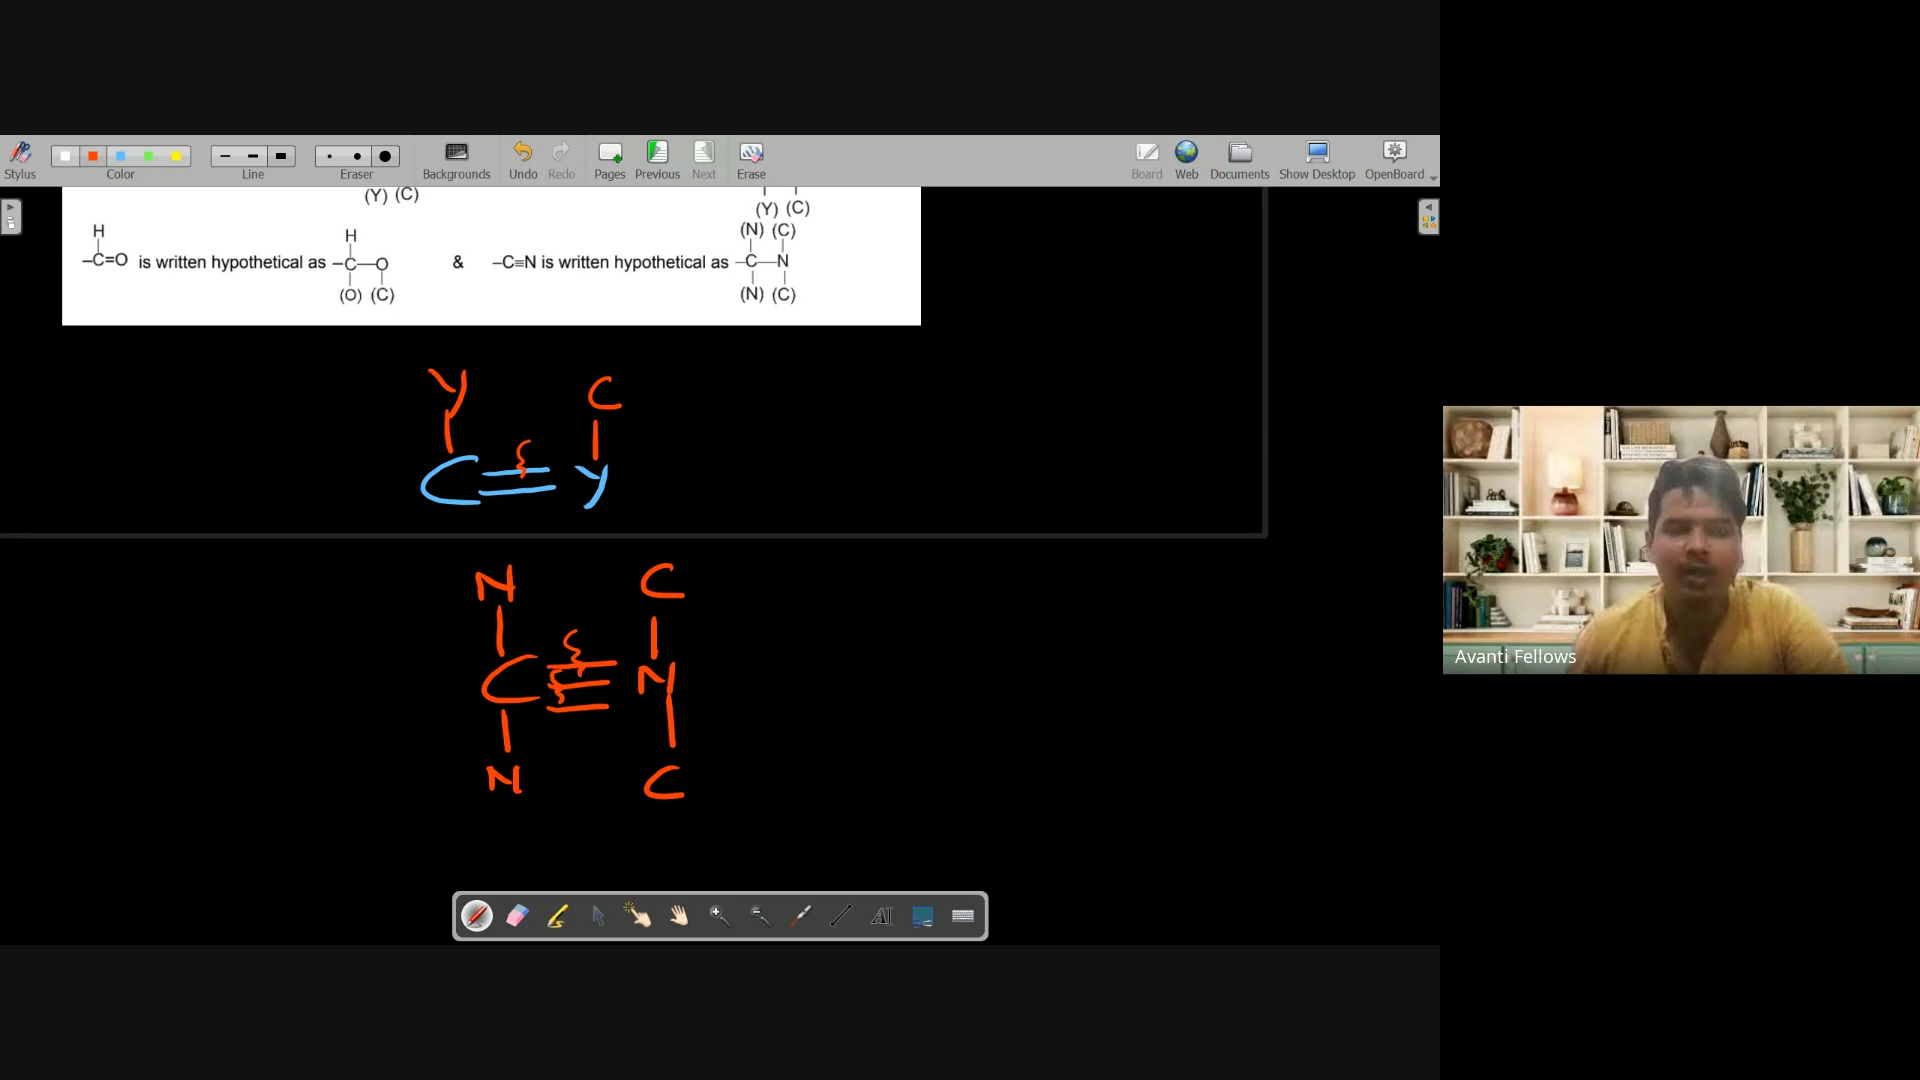 Stylus Color Line Eraser Backgrounds Undo Redo Pages Previous Next Erase Board Web Documents Show Desktop OpenBoard
(Y) (C)
(Y) (C)
H
–C=O is written hypothetical as
H
–C—O
(O) (C)
&
–C≡N is written hypothetical as
(N) (C)
–C—N
(N) (C)
Y C
C = Y
N C
C ≡ N
N C
AI
Avanti Fellows